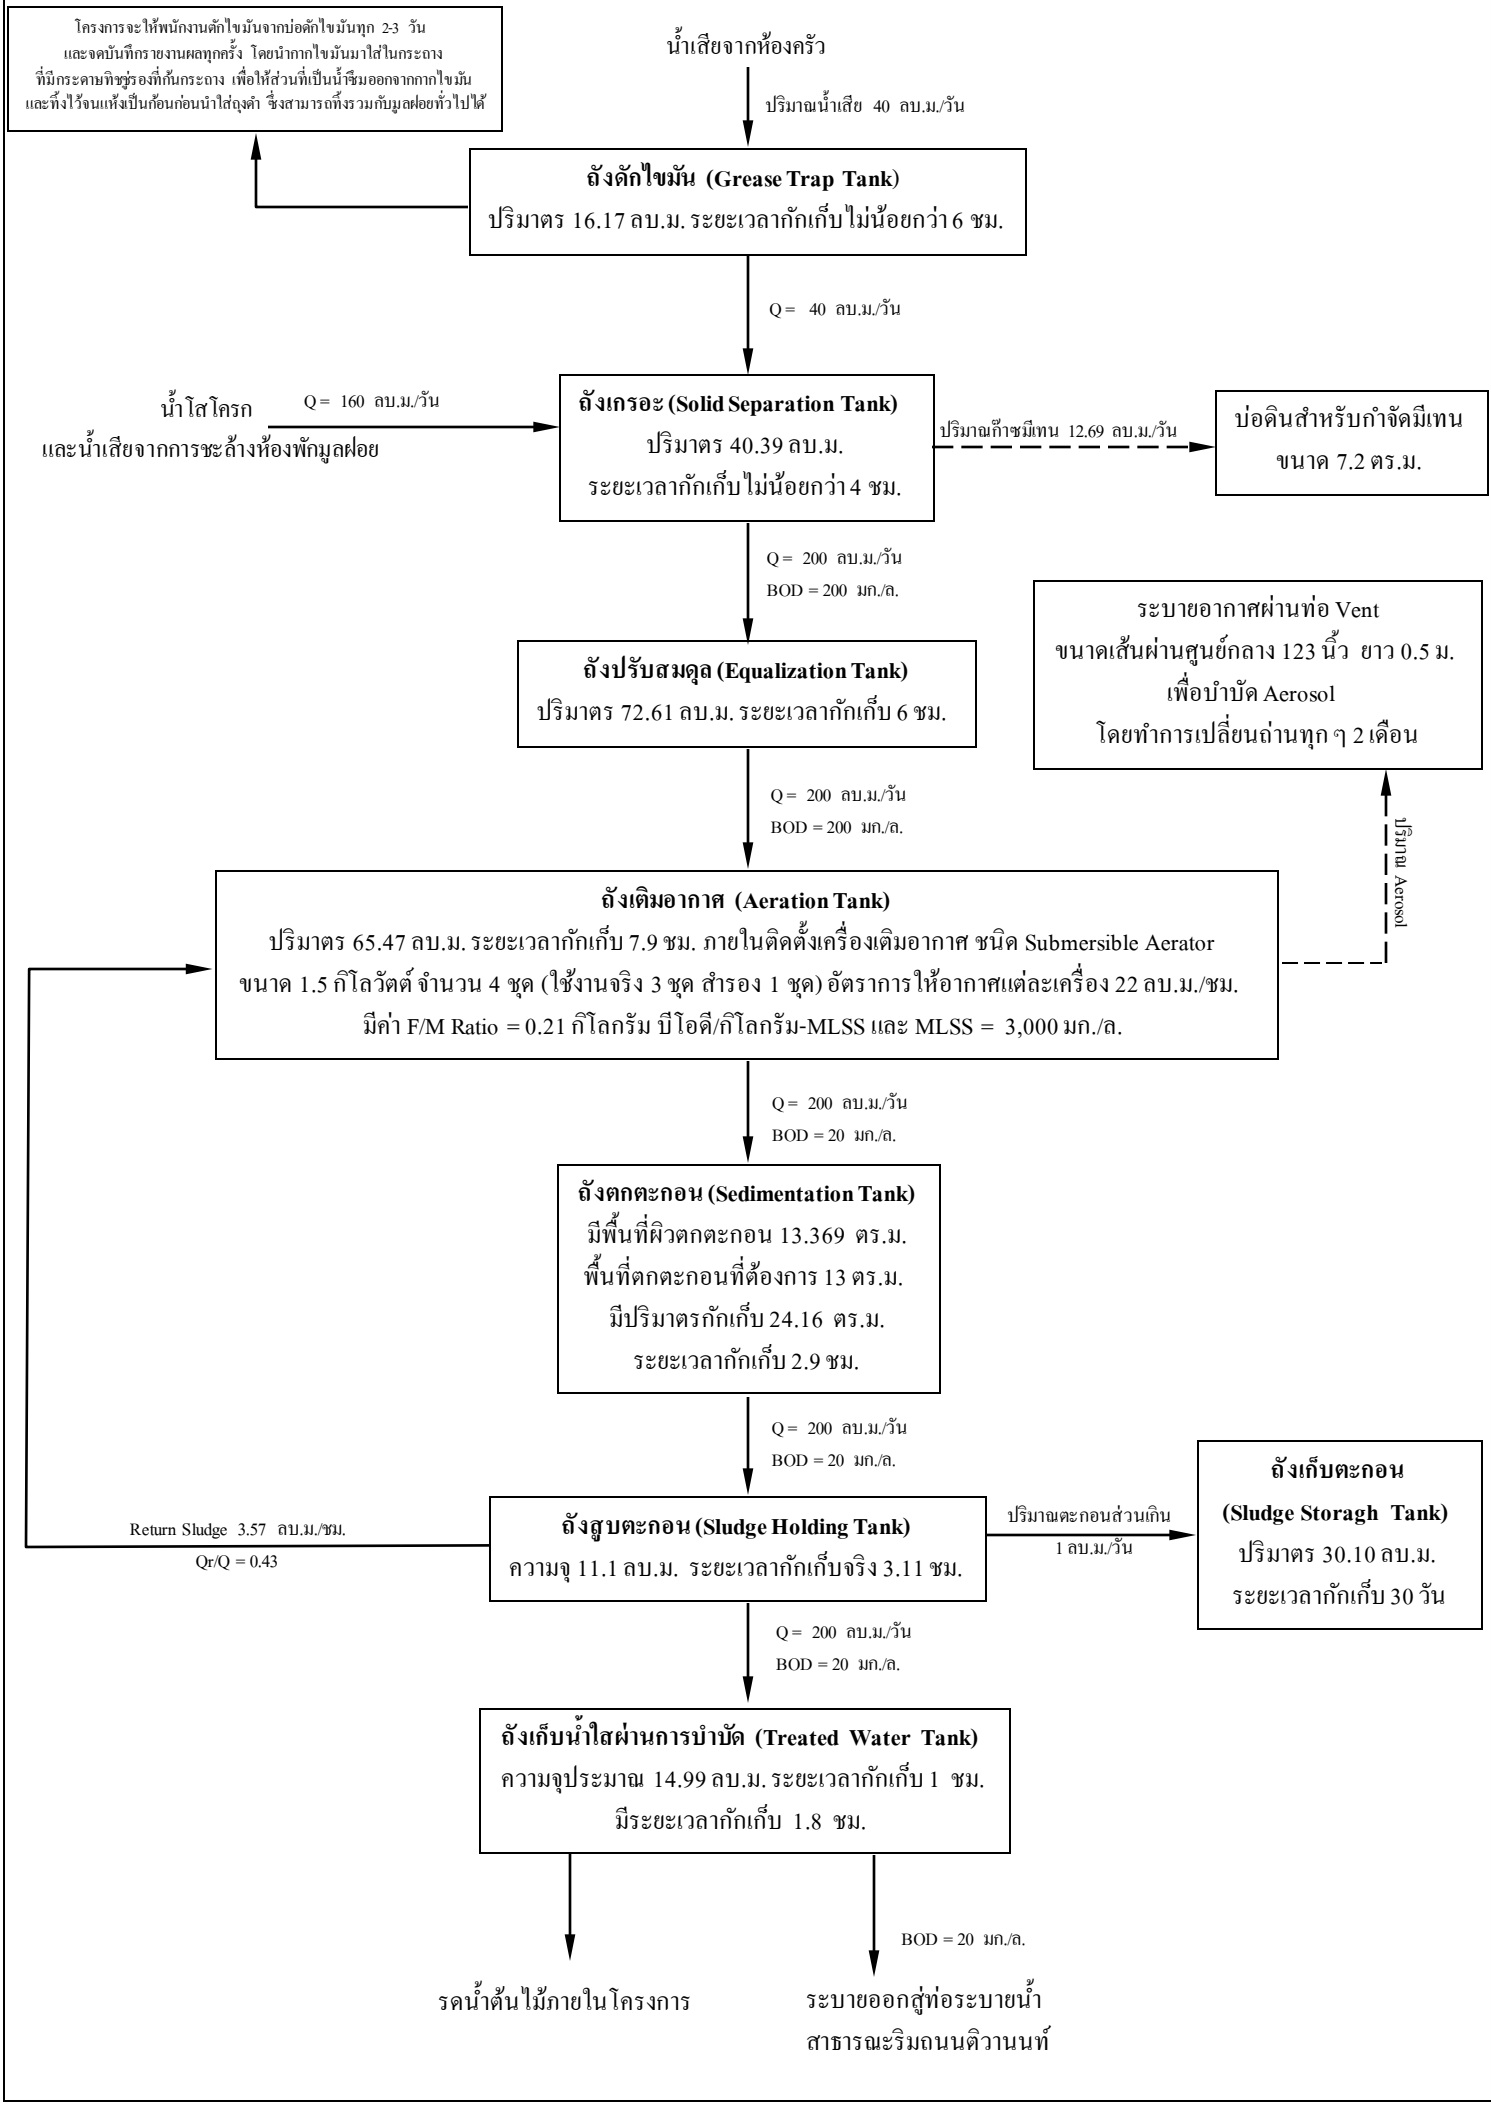 โครงการจะให้พนักงานตักไขมันจากบ่อดักไขมันทุก 2-3 วัน
และจดบันทึกรายงานผลทุกครั้ง โดยนำกากไขมันมาใส่ในกระถาง
ที่มีกระดาษทิชชู่รองที่ก้นกระถาง เพื่อให้ส่วนที่เป็นน้ำซึมออกจากกากไขมัน
และทิ้งไว้จนแห้งเป็นก้อนก่อนนำใส่ถุงดำ ซึ่งสามารถทิ้งรวมกับมูลฝอยทั่วไปได้
น้ำเสียจากห้องครัว
ปริมาณน้ำเสีย 40 ลบ.ม./วัน
ถังดักไขมัน (Grease Trap Tank)
ปริมาตร 16.17 ลบ.ม. ระยะเวลากักเก็บไม่น้อยกว่า 6 ชม.
Q = 40 ลบ.ม./วัน
น้ำโสโครก
และน้ำเสียจากการชะล้างห้องพักมูลฝอย
Q = 160 ลบ.ม./วัน
ถังเกรอะ (Solid Separation Tank)
ปริมาตร 40.39 ลบ.ม.
ระยะเวลากักเก็บไม่น้อยกว่า 4 ชม.
ปริมาณก๊าซมีเทน 12.69 ลบ.ม./วัน
บ่อดินสำหรับกำจัดมีเทน
ขนาด 7.2 ตร.ม.
Q = 200 ลบ.ม./วัน
BOD = 200 มก./ล.
ระบายอากาศผ่านท่อ Vent
ขนาดเส้นผ่านศูนย์กลาง 123 นิ้ว ยาว 0.5 ม.
เพื่อบำบัด Aerosol
โดยทำการเปลี่ยนถ่านทุก ๆ 2 เดือน
ถังปรับสมดุล (Equalization Tank)
ปริมาตร 72.61 ลบ.ม. ระยะเวลากักเก็บ 6 ชม.
Q = 200 ลบ.ม./วัน
BOD = 200 มก./ล.
ปริมาณ Aerosol
ถังเติมอากาศ (Aeration Tank)
ปริมาตร 65.47 ลบ.ม. ระยะเวลากักเก็บ 7.9 ชม. ภายในติดตั้งเครื่องเติมอากาศ ชนิด Submersible Aerator
ขนาด 1.5 กิโลวัตต์ จำนวน 4 ชุด (ใช้งานจริง 3 ชุด สำรอง 1 ชุด) อัตราการให้อากาศแต่ละเครื่อง 22 ลบ.ม./ชม.
มีค่า F/M Ratio = 0.21 กิโลกรัม บีโอดี/กิโลกรัม-MLSS และ MLSS = 3,000 มก./ล.
Q = 200 ลบ.ม./วัน
BOD = 20 มก./ล.
ถังตกตะกอน (Sedimentation Tank)
มีพื้นที่ผิวตกตะกอน 13.369 ตร.ม.
พื้นที่ตกตะกอนที่ต้องการ 13 ตร.ม.
มีปริมาตรกักเก็บ 24.16 ตร.ม.
ระยะเวลากักเก็บ 2.9 ชม.
Q = 200 ลบ.ม./วัน
BOD = 20 มก./ล.
Return Sludge 3.57 ลบ.ม./ชม.
Qr/Q = 0.43
ถังสูบตะกอน (Sludge Holding Tank)
ความจุ 11.1 ลบ.ม. ระยะเวลากักเก็บจริง 3.11 ชม.
ปริมาณตะกอนส่วนเกิน
1 ลบ.ม./วัน
ถังเก็บตะกอน
(Sludge Storagh Tank)
ปริมาตร 30.10 ลบ.ม.
ระยะเวลากักเก็บ 30 วัน
Q = 200 ลบ.ม./วัน
BOD = 20 มก./ล.
ถังเก็บน้ำใสผ่านการบำบัด (Treated Water Tank)
ความจุประมาณ 14.99 ลบ.ม. ระยะเวลากักเก็บ 1 ชม.
มีระยะเวลากักเก็บ 1.8 ชม.
BOD = 20 มก./ล.
รดน้ำต้นไม้ภายในโครงการ
ระบายออกสู่ท่อระบายน้ำ
สาธารณะริมถนนติวานนท์